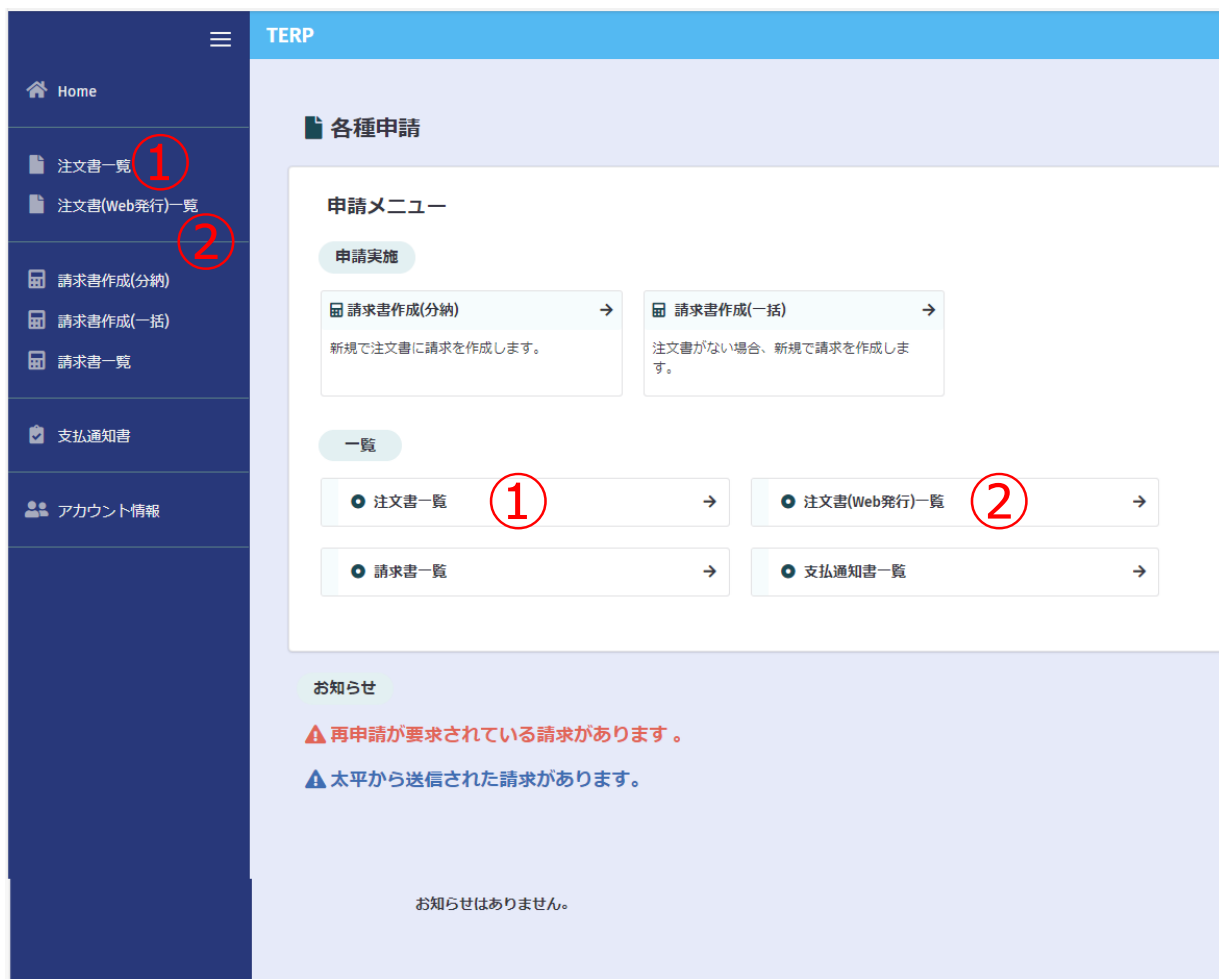 TERP
Home
注文書一覧 ①
注文書(Web発行)一覧
②
請求書作成(分納)
請求書作成(一括)
請求書一覧
支払通知書
アカウント情報
各種申請
申請メニュー
申請実施
請求書作成(分納)
新規で注文書に請求を作成します。
請求書作成(一括)
注文書がない場合、新規で請求を作成しま
す。
一覧
注文書一覧 ①
注文書(Web発行)一覧 ②
請求書一覧
支払通知書一覧
お知らせ
再申請が要求されている請求があります 。
太平から送信された請求があります。
お知らせはありません。